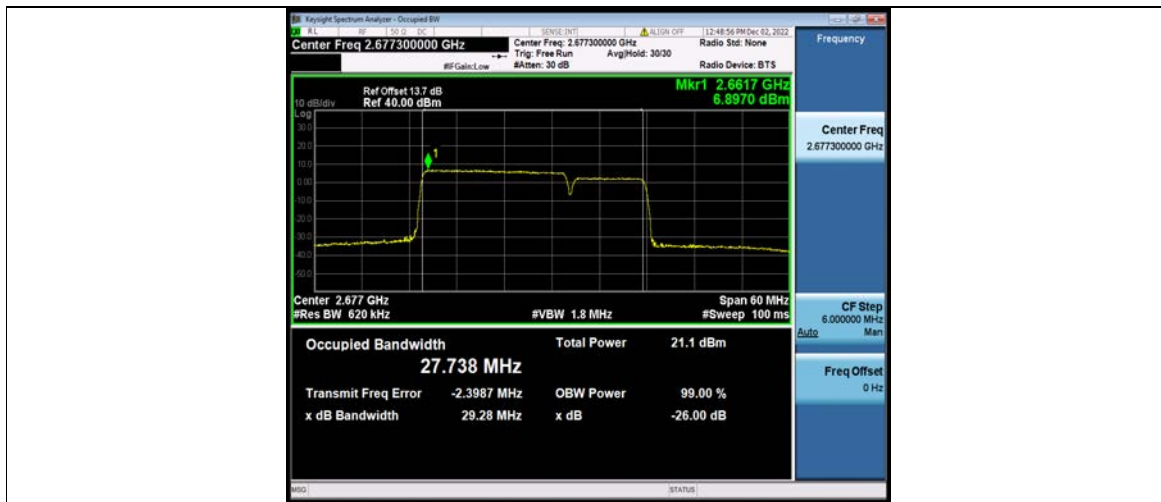 Keysight Spectrum Analyzer - Occupied BW
RL RF 50 Ω DC SENSE:INT ALIGN OFF 12:48:56 PM Dec 02, 2022
Center Freq 2.677300000 GHz Center Freq: 2.677300000 GHz Radio Std: None Frequency
Trig: Free Run Avg|Hold: 30/30
#IFGain:Low #Atten: 30 dB Radio Device: BTS
Mkr1 2.6617 GHz
6.8970 dBm
Ref Offset 13.7 dB
10 dB/div Ref 40.00 dBm
Log
30.0
20.0
10.0
0.00
-10.0
-20.0
-30.0
-40.0
-50.0
1
Center 2.677 GHz Span 60 MHz
#Res BW 620 kHz #VBW 1.8 MHz #Sweep 100 ms
Occupied Bandwidth Total Power 21.1 dBm
27.738 MHz
Transmit Freq Error -2.3987 MHz OBW Power 99.00 %
x dB Bandwidth 29.28 MHz x dB -26.00 dB
Center Freq
2.677300000 GHz
CF Step
6.000000 MHz
Auto Man
Freq Offset
0 Hz
MSG STATUS